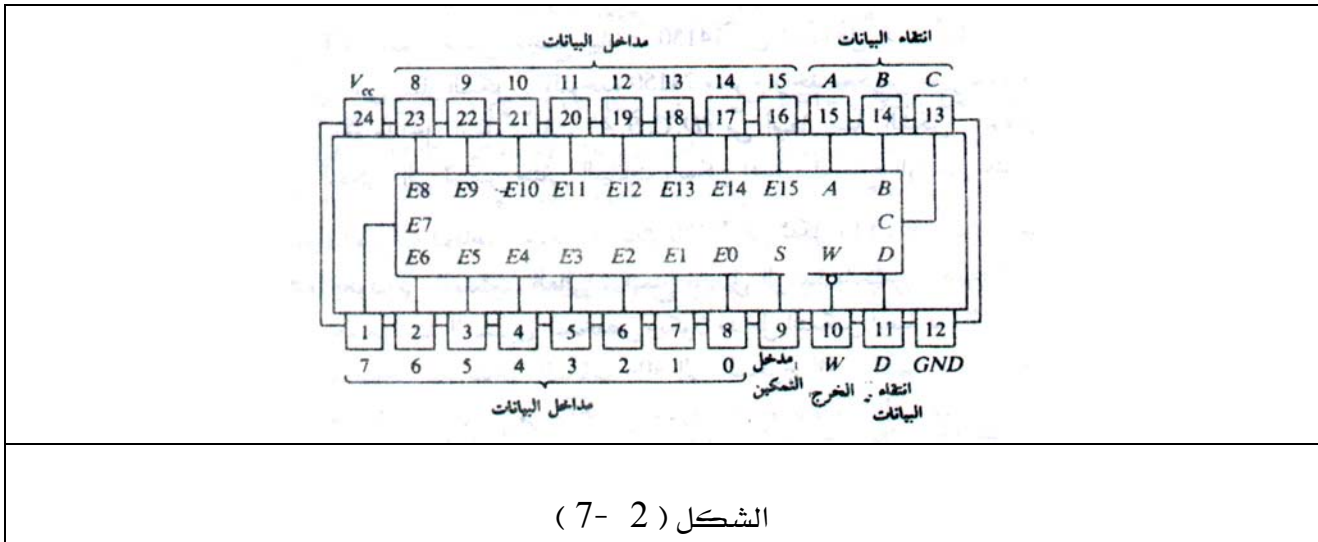 مداخل البيانات
انتقاء البيانات
Vcc 8 9 10 11 12 13 14 15 A B C
24 23 22 21 20 19 18 17 16 15 14 13
E8 E9 E10 E11 E12 E13 E14 E15 A B
E7 C
E6 E5 E4 E3 E2 E1 E0 S W D
1 2 3 4 5 6 7 8 9 10 11 12
7 6 5 4 3 2 1 0 مدخل التمكين W D GND
مداخل البيانات
الخرج
انتقاء البيانات
الشكل ( 2 -7 )